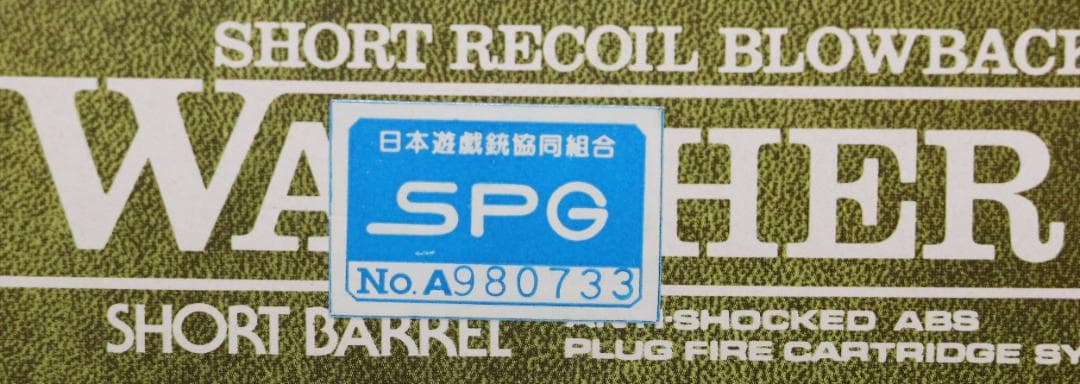 SHORT RECOIL BLOWBACK
WA HER
日本遊戯銃協同組合
SPG
No. A980733
SHORT BARREL
SHOCKED ABS
PLUG FIRE CARTRIDGE SY